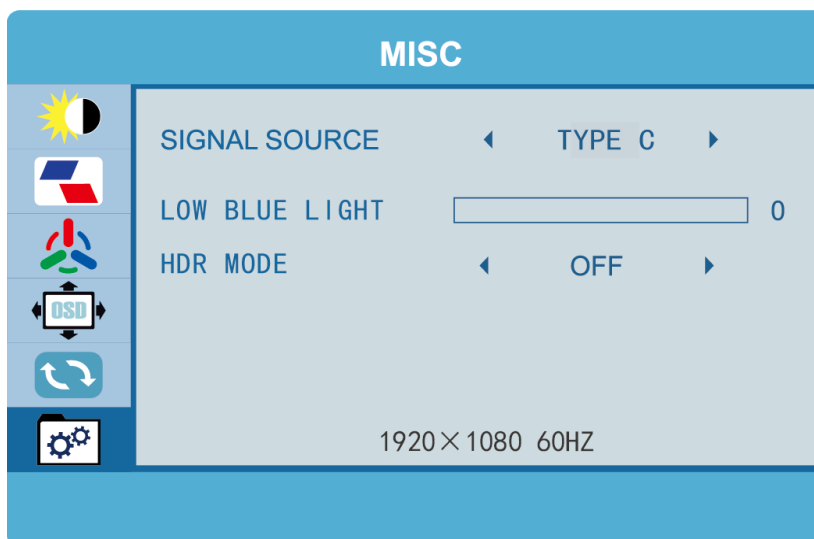 MISC
SIGNAL SOURCE TYPE C
LOW BLUE LIGHT 0
HDR MODE OFF
OSD
1920×1080 60HZ